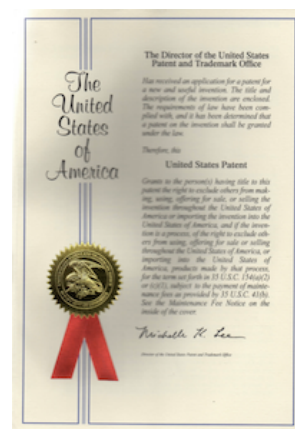 The Director of the United States
Patent and Trademark Office
Has received an application for a patent for
a new and useful invention. The title and
description of the invention are enclosed.
The requirements of law have been com-
plied with, and it has been determined that
a patent on the invention shall be granted
under the law.
Therefore, this
United States Patent
Grants to the person(s) having title to this
patent the right to exclude others from mak-
ing, using, offering for sale, or selling the
invention throughout the United States of
America or importing the invention into the
United States of America, and if the inven-
tion is a process, of the right to exclude oth-
ers from using, offering for sale or selling
throughout the United States of America, or
importing into the United States of
America, products made by that process,
for the term set forth in 35 U.S.C. 154(a)(2)
or (c)(1), subject to the payment of mainte-
nance fees as provided by 35 U.S.C. 41(b).
See the Maintenance Fee Notice on the
inside of the cover.
Michelle K. Lee
Director of the United States Patent and Trademark Office
The
United
States
of
America